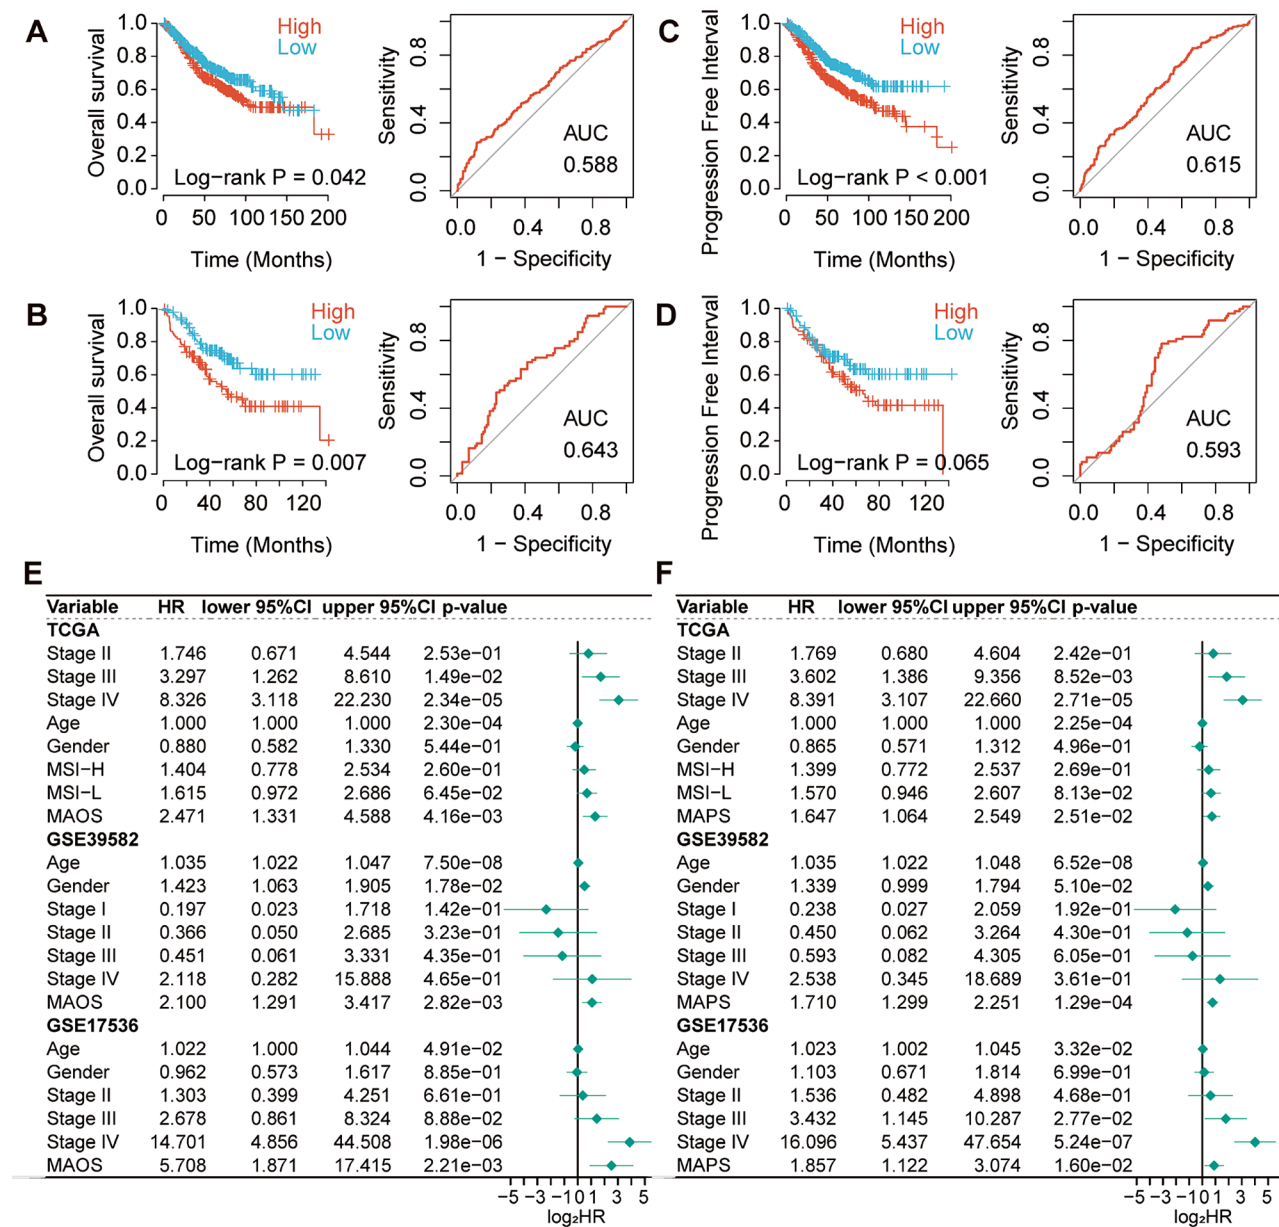 A
Overall survival
1.0
0.8
0.6
0.4
0.2
0.0
High
Low
Log−rank P = 0.042
0 50 100 150 200
Time (Months)
Sensitivity
0.8
0.4
0.0
AUC
0.588
0.0 0.4 0.8
1 − Specificity
C
Progression Free Interval
1.0
0.8
0.6
0.4
0.2
0.0
High
Low
Log−rank P < 0.001
0 50 100 150 200
Time (Months)
Sensitivity
0.8
0.4
0.0
AUC
0.615
0.0 0.4 0.8
1 − Specificity
B
Overall survival
1.0
0.8
0.6
0.4
0.2
0.0
High
Low
Log−rank P = 0.007
0 40 80 120
Time (Months)
Sensitivity
0.8
0.4
0.0
AUC
0.643
0.0 0.4 0.8
1 − Specificity
D
Progression Free Interval
1.0
0.8
0.6
0.4
0.2
0.0
High
Low
Log−rank P = 0.065
0 40 80 120
Time (Months)
Sensitivity
0.8
0.4
0.0
AUC
0.593
0.0 0.4 0.8
1 − Specificity
E
Variable HR lower 95%CI upper 95%CI p-value
TCGA
Stage II 1.746 0.671 4.544 2.53e−01
Stage III 3.297 1.262 8.610 1.49e−02
Stage IV 8.326 3.118 22.230 2.34e−05
Age 1.000 1.000 1.000 2.30e−04
Gender 0.880 0.582 1.330 5.44e−01
MSI−H 1.404 0.778 2.534 2.60e−01
MSI−L 1.615 0.972 2.686 6.45e−02
MAOS 2.471 1.331 4.588 4.16e−03
GSE39582
Age 1.035 1.022 1.047 7.50e−08
Gender 1.423 1.063 1.905 1.78e−02
Stage I 0.197 0.023 1.718 1.42e−01
Stage II 0.366 0.050 2.685 3.23e−01
Stage III 0.451 0.061 3.331 4.35e−01
Stage IV 2.118 0.282 15.888 4.65e−01
MAOS 2.100 1.291 3.417 2.82e−03
GSE17536
Age 1.022 1.000 1.044 4.91e−02
Gender 0.962 0.573 1.617 8.85e−01
Stage II 1.303 0.399 4.251 6.61e−01
Stage III 2.678 0.861 8.324 8.88e−02
Stage IV 14.701 4.856 44.508 1.98e−06
MAOS 5.708 1.871 17.415 2.21e−03
−5 −3 −1 0 1 3 5
log₂HR
F
Variable HR lower 95%CI upper 95%CI p-value
TCGA
Stage II 1.769 0.680 4.604 2.42e−01
Stage III 3.602 1.386 9.356 8.52e−03
Stage IV 8.391 3.107 22.660 2.71e−05
Age 1.000 1.000 1.000 2.25e−04
Gender 0.865 0.571 1.312 4.96e−01
MSI−H 1.399 0.772 2.537 2.69e−01
MSI−L 1.570 0.946 2.607 8.13e−02
MAPS 1.647 1.064 2.549 2.51e−02
GSE39582
Age 1.035 1.022 1.048 6.52e−08
Gender 1.339 0.999 1.794 5.10e−02
Stage I 0.238 0.027 2.059 1.92e−01
Stage II 0.450 0.062 3.264 4.30e−01
Stage III 0.593 0.082 4.305 6.05e−01
Stage IV 2.538 0.345 18.689 3.61e−01
MAPS 1.710 1.299 2.251 1.29e−04
GSE17536
Age 1.023 1.002 1.045 3.32e−02
Gender 1.103 0.671 1.814 6.99e−01
Stage II 1.536 0.482 4.898 4.68e−01
Stage III 3.432 1.145 10.287 2.77e−02
Stage IV 16.096 5.437 47.654 5.24e−07
MAPS 1.857 1.122 3.074 1.60e−02
−5 −3 −1 0 1 3 5
log₂HR